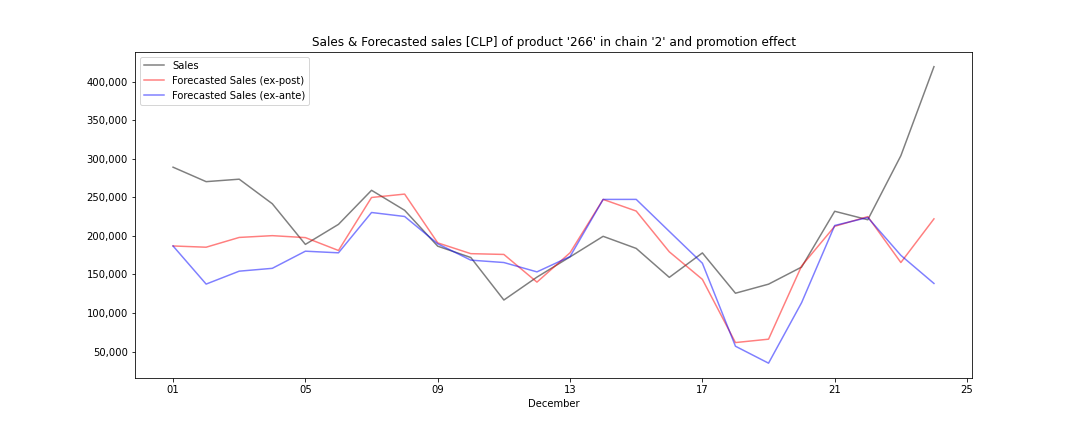 Sales & Forecasted sales [CLP] of product '266' in chain '2' and promotion effect
Sales
Forecasted Sales (ex-post)
Forecasted Sales (ex-ante)
400,000
350,000
300,000
250,000
200,000
150,000
100,000
50,000
01 05 09 13 17 21 25
December